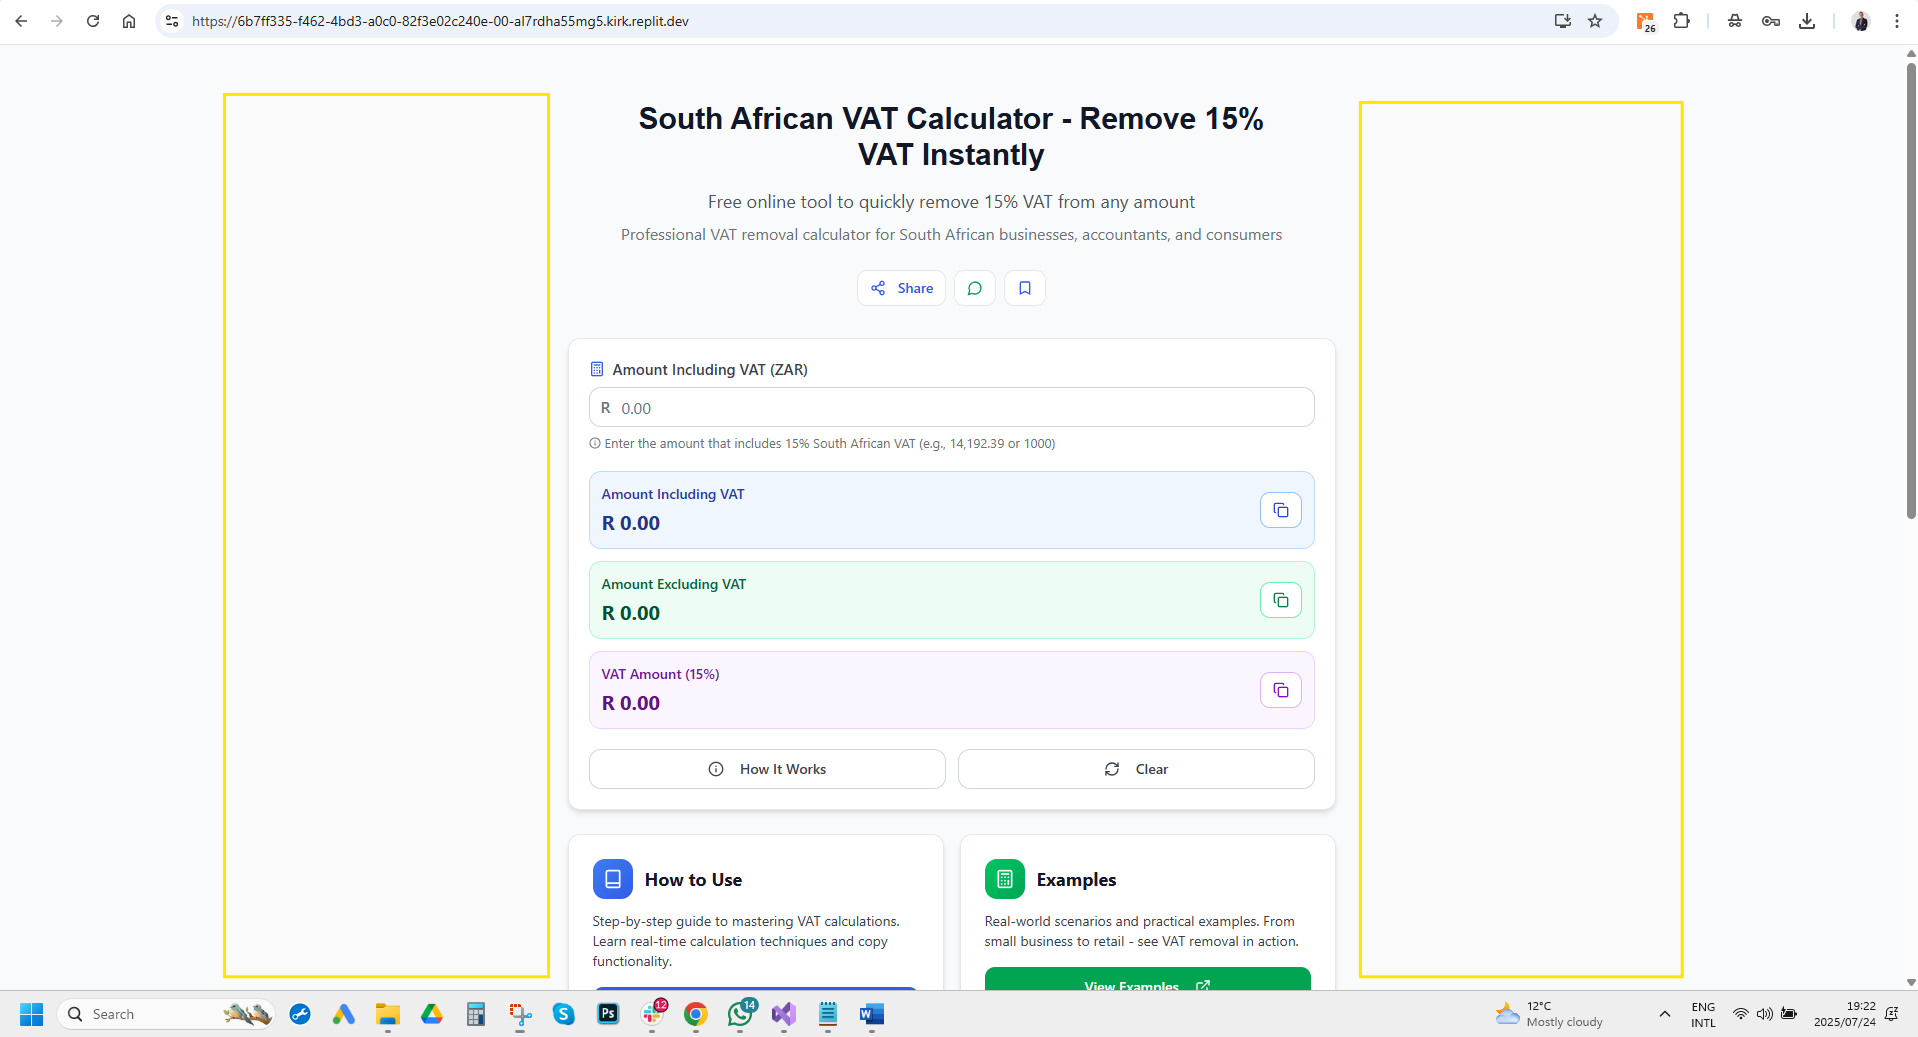 https://6b7ff335-f462-4bd3-a0c0-82f3e02c240e-00-al7rdha55mg5.kirk.replit.dev
26
South African VAT Calculator - Remove 15%
VAT Instantly
Free online tool to quickly remove 15% VAT from any amount
Professional VAT removal calculator for South African businesses, accountants, and consumers
Share
Amount Including VAT (ZAR)
R 0.00
Enter the amount that includes 15% South African VAT (e.g., 14,192.39 or 1000)
Amount Including VAT
R 0.00
Amount Excluding VAT
R 0.00
VAT Amount (15%)
R 0.00
How It Works
Clear
How to Use
Step-by-step guide to mastering VAT calculations.
Learn real-time calculation techniques and copy
functionality.
Examples
Real-world scenarios and practical examples. From
small business to retail - see VAT removal in action.
View Examples
Search
Ps
12
14
W
12°C
Mostly cloudy
ENG
INTL
19:22
2025/07/24